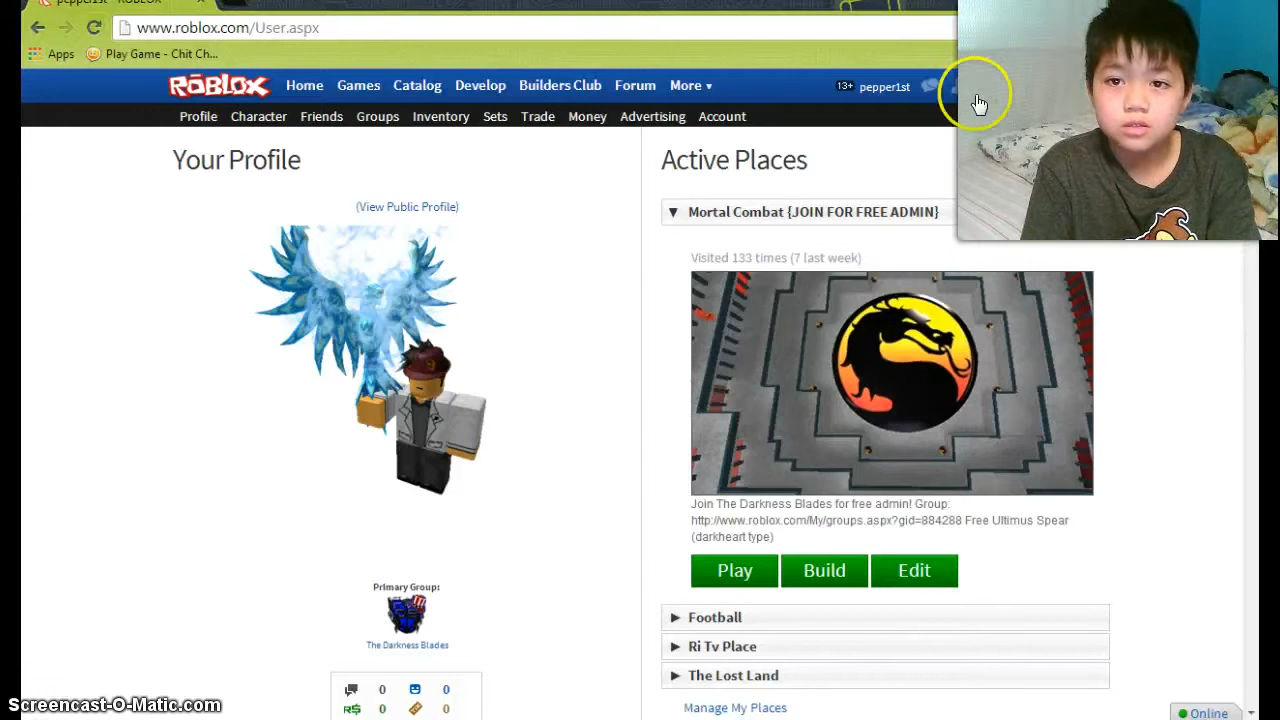 pepper1st - ROBLOX
www.roblox.com/User.aspx
Apps Play Game - Chit Ch...
ROBLOX Home Games Catalog Develop Builders Club Forum More 13+ pepper1st
Profile Character Friends Groups Inventory Sets Trade Money Advertising Account
Your Profile
(View Public Profile)
Primary Group:
The Darkness Blades
0 0
R$ 0 0
Active Places
Mortal Combat {JOIN FOR FREE ADMIN}
Visited 133 times (7 last week)
Join The Darkness Blades for free admin! Group:
http://www.roblox.com/My/groups.aspx?gid=884288 Free Ultimus Spear
(darkheart type)
Play Build Edit
Football
Ri Tv Place
The Lost Land
Manage My Places
Online
Screencast-O-Matic.com